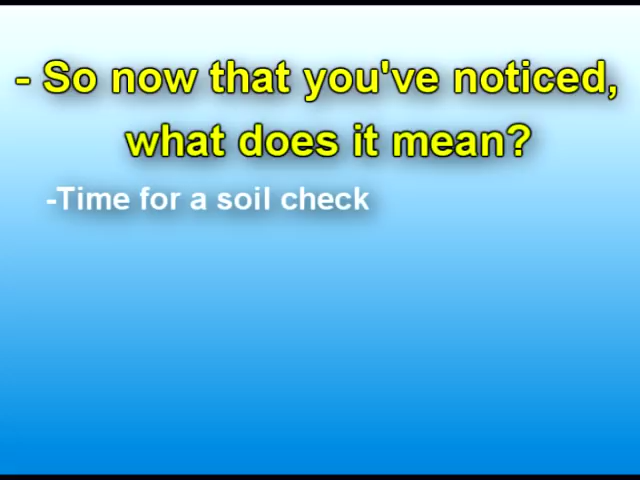 - So now that you've noticed,
what does it mean?
-Time for a soil check